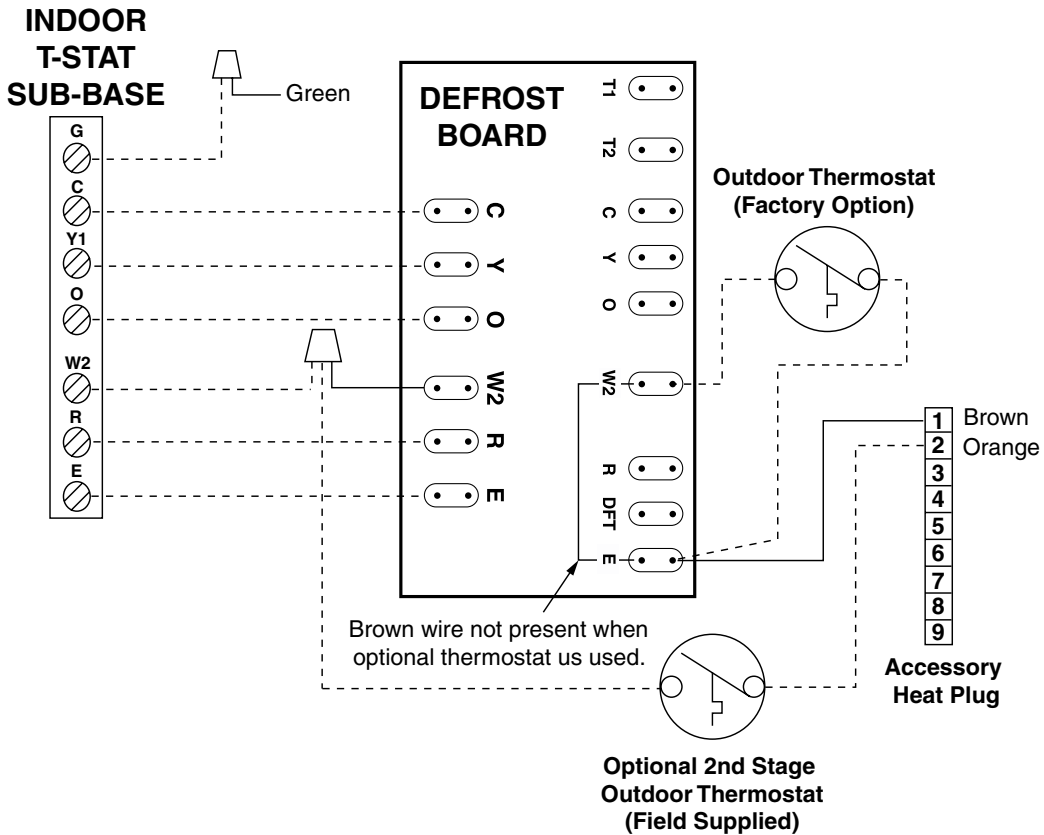 INDOOR
T-STAT
SUB-BASE
Green
G
C
Y1
O
W2
R
E
DEFROST
BOARD
C
Y
O
W2
R
E
T1
T2
C
Y
O
W2
R
DFT
E
Outdoor Thermostat
(Factory Option)
1 Brown
2 Orange
3
4
5
6
7
8
9
Accessory
Heat Plug
Brown wire not present when
optional thermostat us used.
Optional 2nd Stage
Outdoor Thermostat
(Field Supplied)